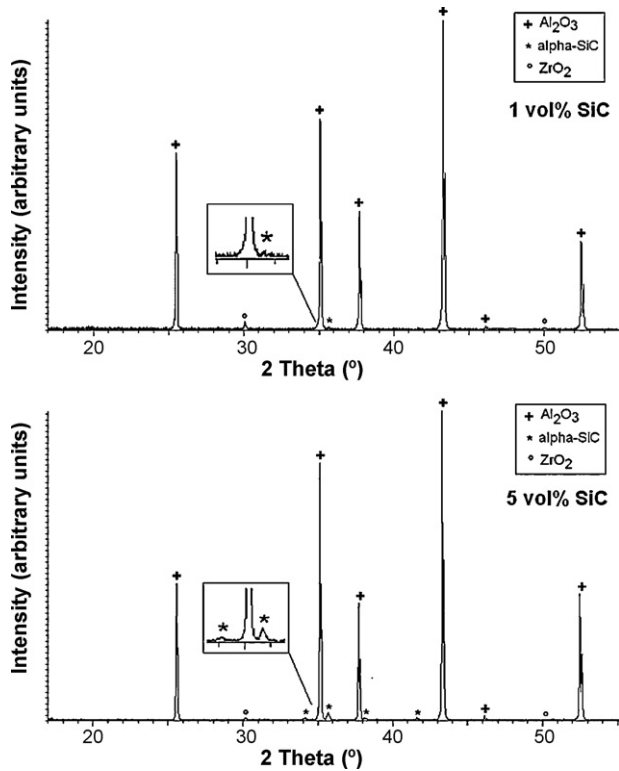 Intensity (arbitrary units)
+ Al₂O₃
* alpha-SiC
° ZrO₂
1 vol% SiC
+
+
+
+
+
+
*
*
°
°
20 30 40 50
2 Theta (º)
Intensity (arbitrary units)
+ Al₂O₃
* alpha-SiC
° ZrO₂
5 vol% SiC
+
+
+
+
+
+
* *
°
*
*
*
*
°
20 30 40 50
2 Theta (º)